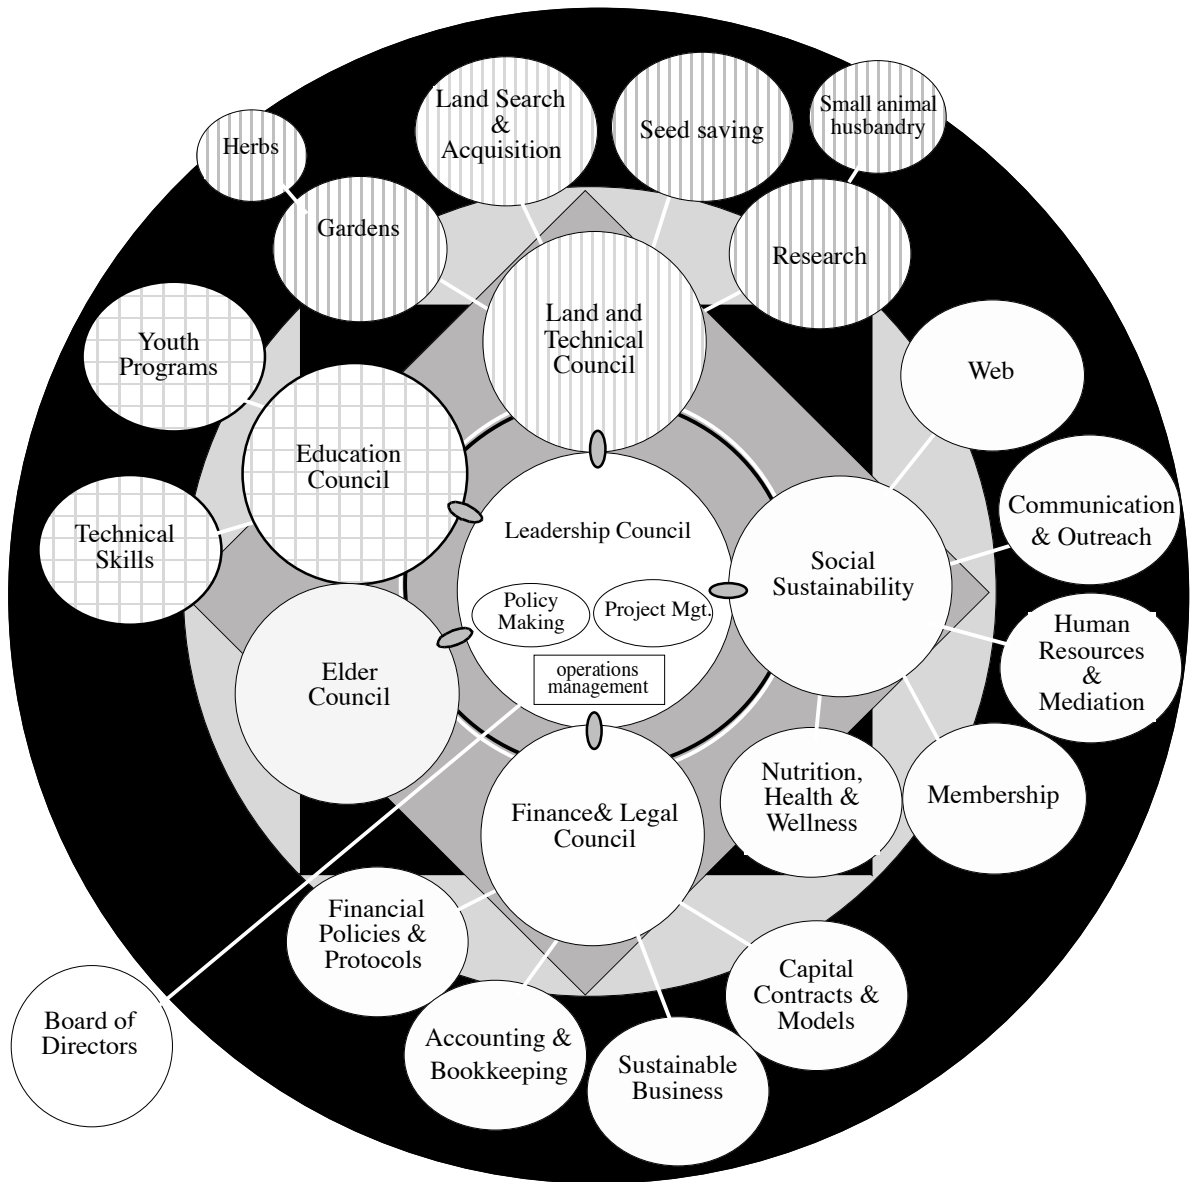 Land Search
&
Acquisition
Seed saving
Small animal
husbandry
Herbs
Gardens
Research
Land and
Technical
Council
Youth
Programs
Web
Education
Council
Communication
& Outreach
Technical
Skills
Leadership Council
Social
Sustainability
Policy
Making
Project Mgt.
operations
management
Human
Resources
&
Mediation
Elder
Council
Nutrition,
Health &
Wellness
Membership
Finance& Legal
Council
Financial
Policies &
Protocols
Capital
Contracts &
Models
Board of
Directors
Accounting &
Bookkeeping
Sustainable
Business